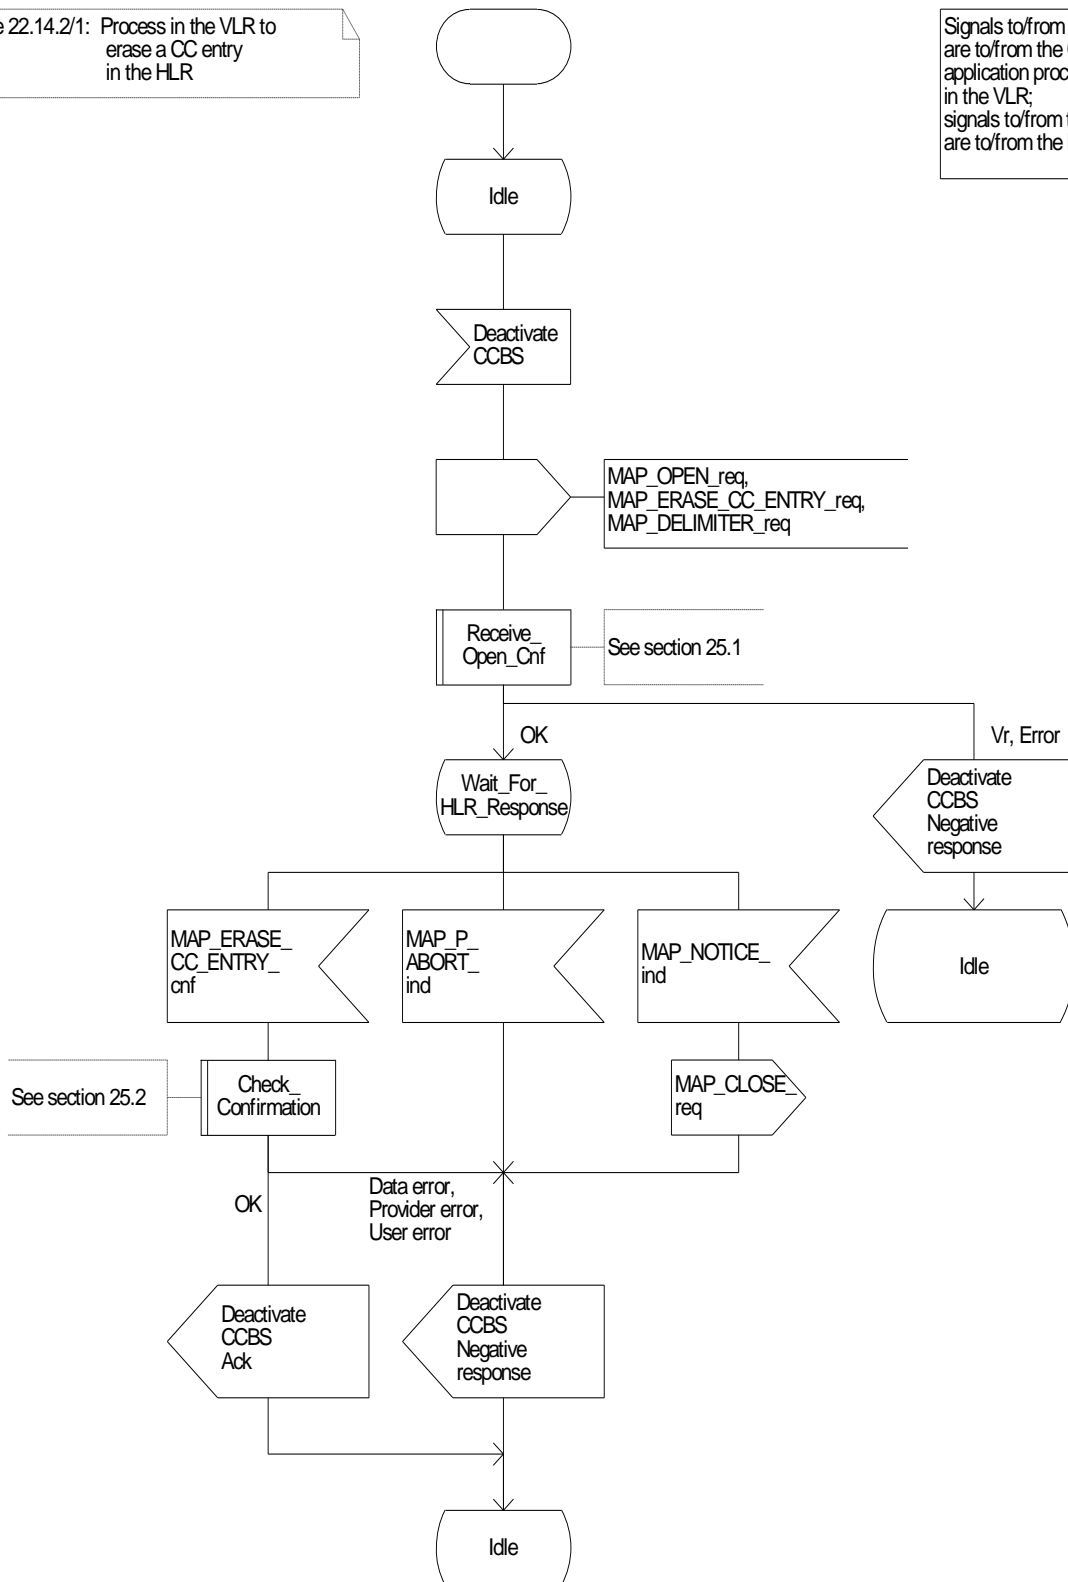 22.14.2/1: Process in the VLR to
erase a CC entry
in the HLR
Signals to/from
are to/from the
application
in the VLR;
signals to/from
are to/from the
Idle
Deactivate
CCBS
MAP_OPEN_req,
MAP_ERASE_CC_ENTRY_req,
MAP_DELIMITER_req
Receive_
Open_Cnf
See section 25.1
OK
Vr, Error
Wait_For_
HLR_Response
Deactivate
CCBS
Negative
response
MAP_ERASE_
CC_ENTRY_
cnf
MAP_P_
ABORT_
ind
MAP_NOTICE_
ind
Idle
See section 25.2
Check_
Confirmation
MAP_CLOSE_
req
OK
Data error,
Provider error,
User error
Deactivate
CCBS
Ack
Deactivate
CCBS
Negative
response
Idle